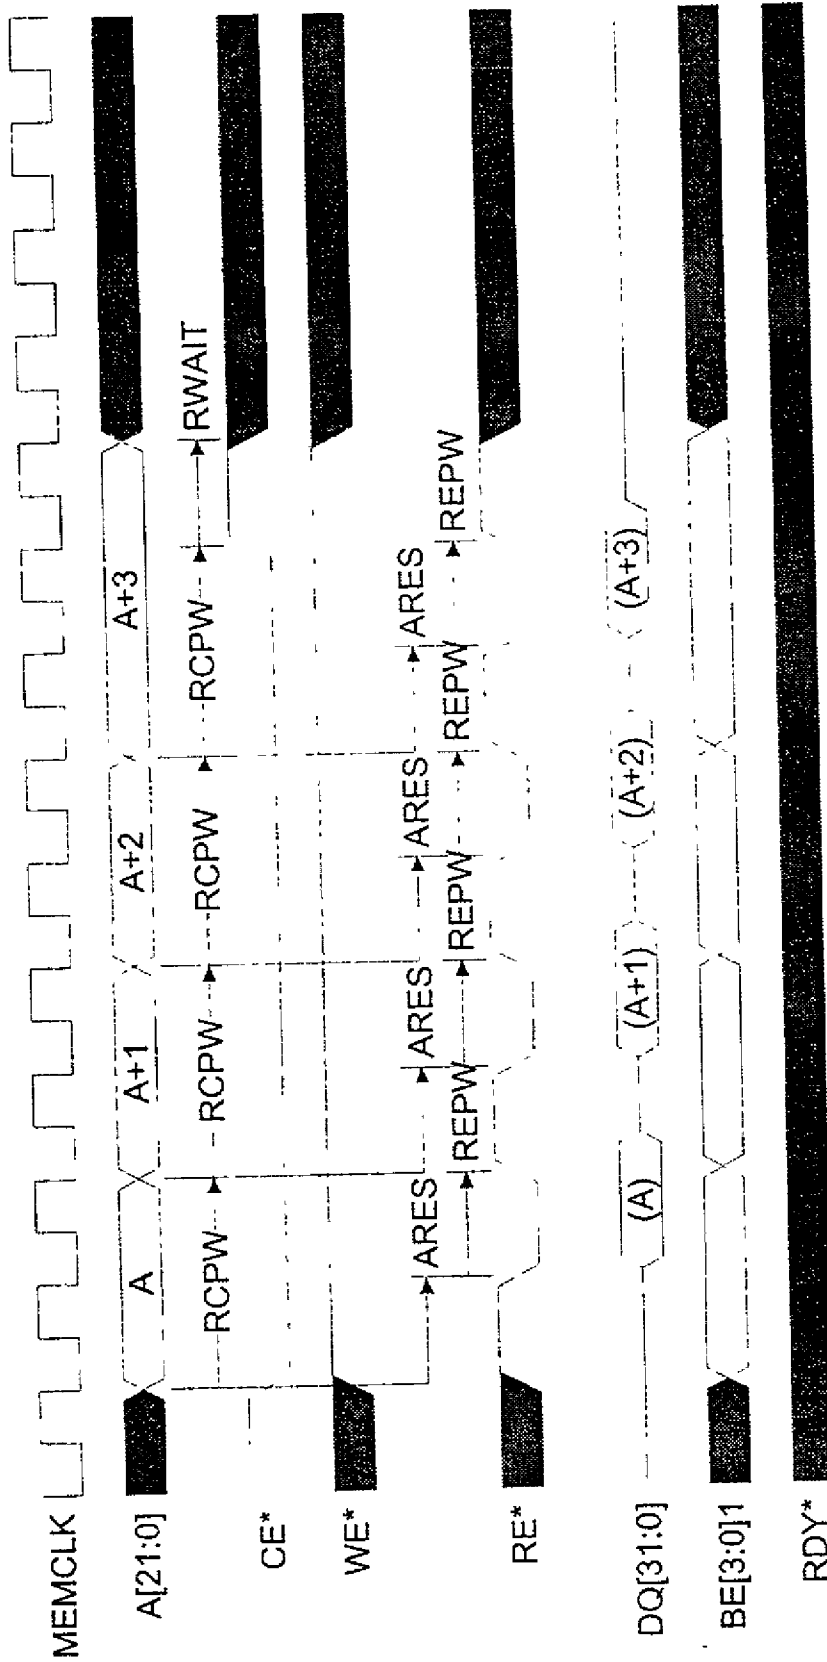 MEMCLK
A[21:0]
A
A+1
A+2
A+3
RCPW
RCPW
RCPW
RCPW
RWAIT
CE*
WE*
ARES
ARES
ARES
ARES
REPW
REPW
REPW
REPW
RE*
DQ[31:0]
(A)
(A+1)
(A+2)
(A+3)
BE[3:0]1
RDY*